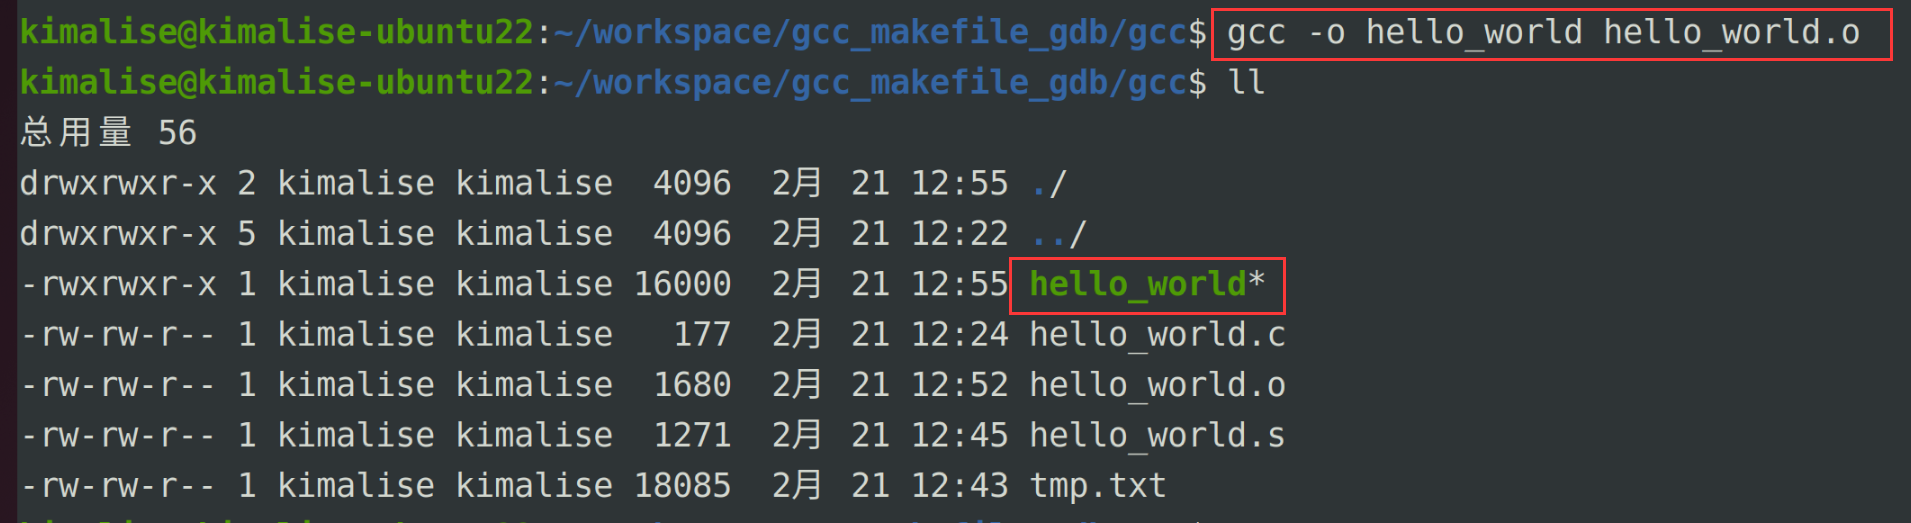 kimalise@kimalise-ubuntu22:~/workspace/gcc_makefile_gdb/gcc$ gcc -o hello_world hello_world.o
kimalise@kimalise-ubuntu22:~/workspace/gcc_makefile_gdb/gcc$ ll
总用量 56
drwxrwxr-x 2 kimalise kimalise  4096  2月 21 12:55 ./
drwxrwxr-x 5 kimalise kimalise  4096  2月 21 12:22 ../
-rwxrwxr-x 1 kimalise kimalise 16000  2月 21 12:55 hello_world*
-rw-rw-r-- 1 kimalise kimalise   177  2月 21 12:24 hello_world.c
-rw-rw-r-- 1 kimalise kimalise  1680  2月 21 12:52 hello_world.o
-rw-rw-r-- 1 kimalise kimalise  1271  2月 21 12:45 hello_world.s
-rw-rw-r-- 1 kimalise kimalise 18085  2月 21 12:43 tmp.txt